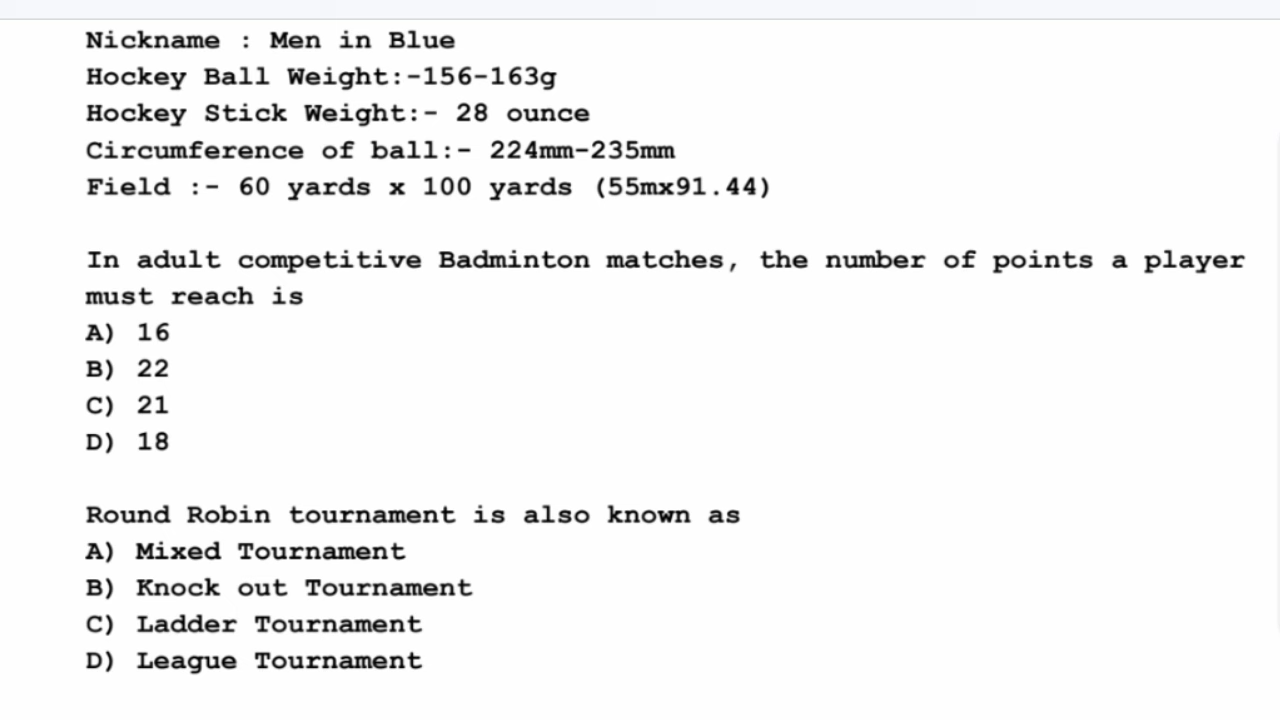 Nickname : Men in Blue
Hockey Ball Weight:-156-163g
Hockey Stick Weight:- 28 ounce
Circumference of ball:- 224mm-235mm
Field :- 60 yards x 100 yards (55mx91.44)
In adult competitive Badminton matches, the number of points a player
must reach is
A) 16
B) 22
C) 21
D) 18
Round Robin tournament is also known as
A) Mixed Tournament
B) Knock out Tournament
C) Ladder Tournament
D) League Tournament